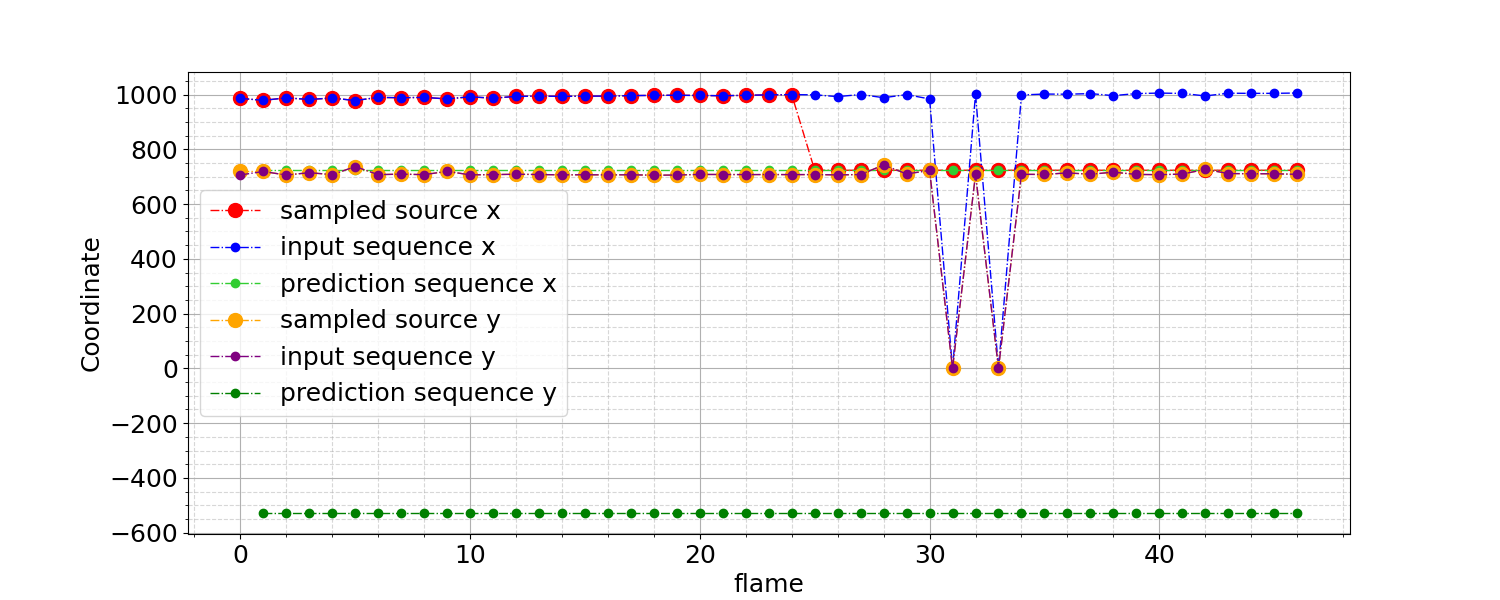 1000
800
600
400
200
0
−200
−400
−600
Coordinate
sampled source x
input sequence x
prediction sequence x
sampled source y
input sequence y
prediction sequence y
0 10 20 30 40
flame